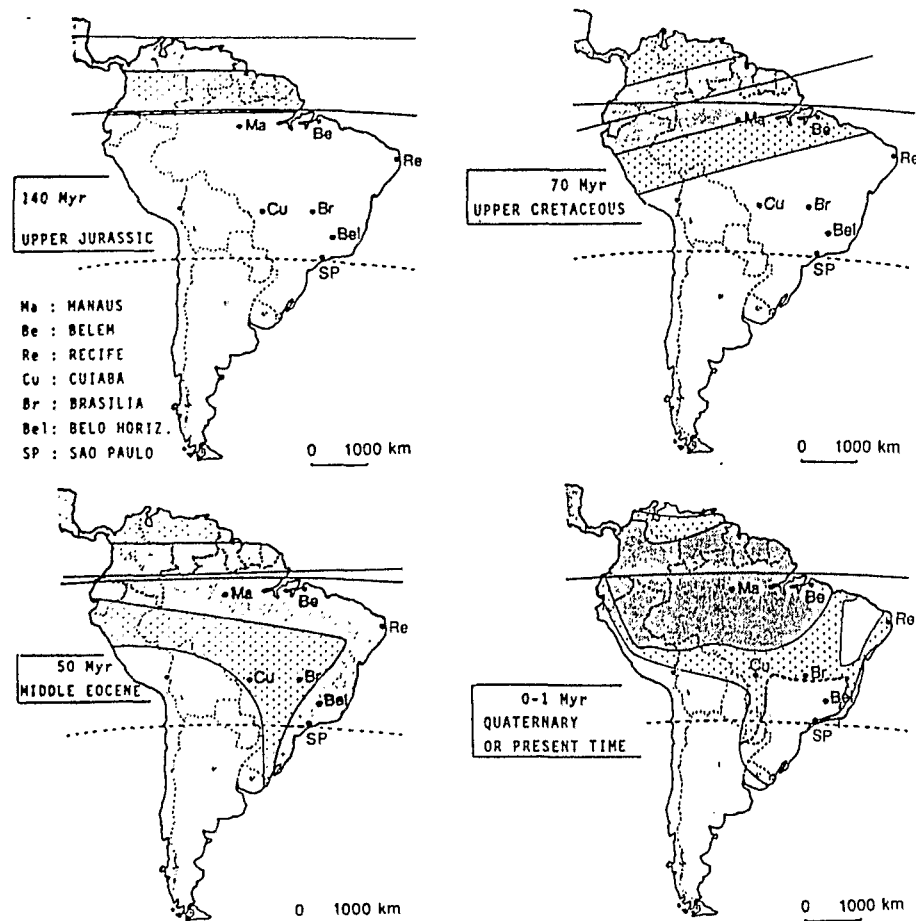 Ma
Be
Re
140 Myr
UPPER JURASSIC
Cu
Br
Bel
SP
Ma : MANAUS
Be : BELEM
Re : RECIFE
Cu : CUIABA
Br : BRASILIA
Bel: BELO HORIZ.
SP : SAO PAULO
0 1000 km
Ma
Be
Re
70 Myr
UPPER CRETACEOUS
Cu
Br
Bel
SP
0 1000 km
Ma
Be
Re
50 Myr
MIDDLE EOCENE
Cu
Br
Bel
SP
0 1000 km
Ma
Be
Re
0-1 Myr
QUATERNARY
OR PRESENT TIME
Cu
Br
Bel
SP
0 1000 km